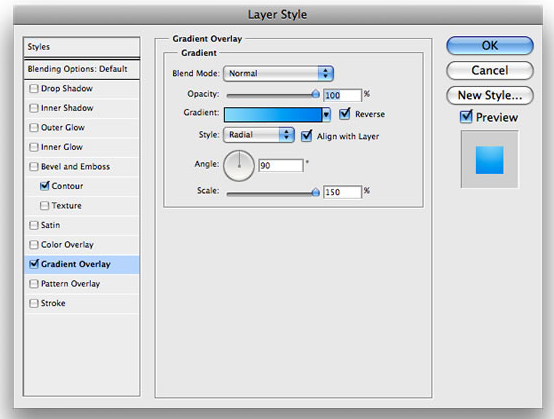 Layer Style
Styles
Blending Options: Default
Drop Shadow
Inner Shadow
Outer Glow
Inner Glow
Bevel and Emboss
Contour
Texture
Satin
Color Overlay
Gradient Overlay
Pattern Overlay
Stroke
Gradient Overlay
Gradient
Blend Mode: Normal
Opacity: 100 %
Gradient: Reverse
Style: Radial Align with Layer
Angle: 90 °
Scale: 150 %
OK
Cancel
New Style...
Preview